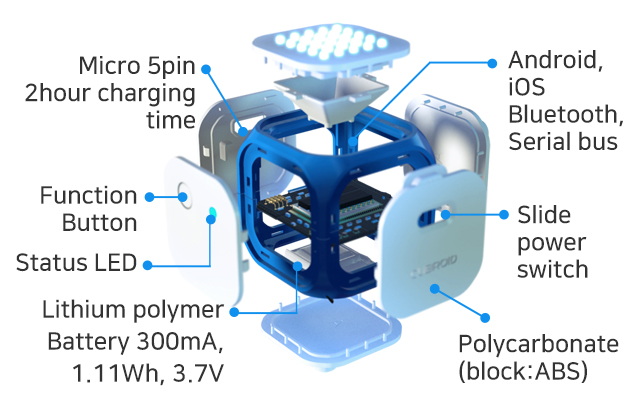 Micro 5pin
2hour charging
time
Android,
iOS
Bluetooth,
Serial bus
Function
Button
Status LED
Slide
power
switch
Lithium polymer
Battery 300mA,
1.11Wh, 3.7V
Polycarbonate
(block:ABS)